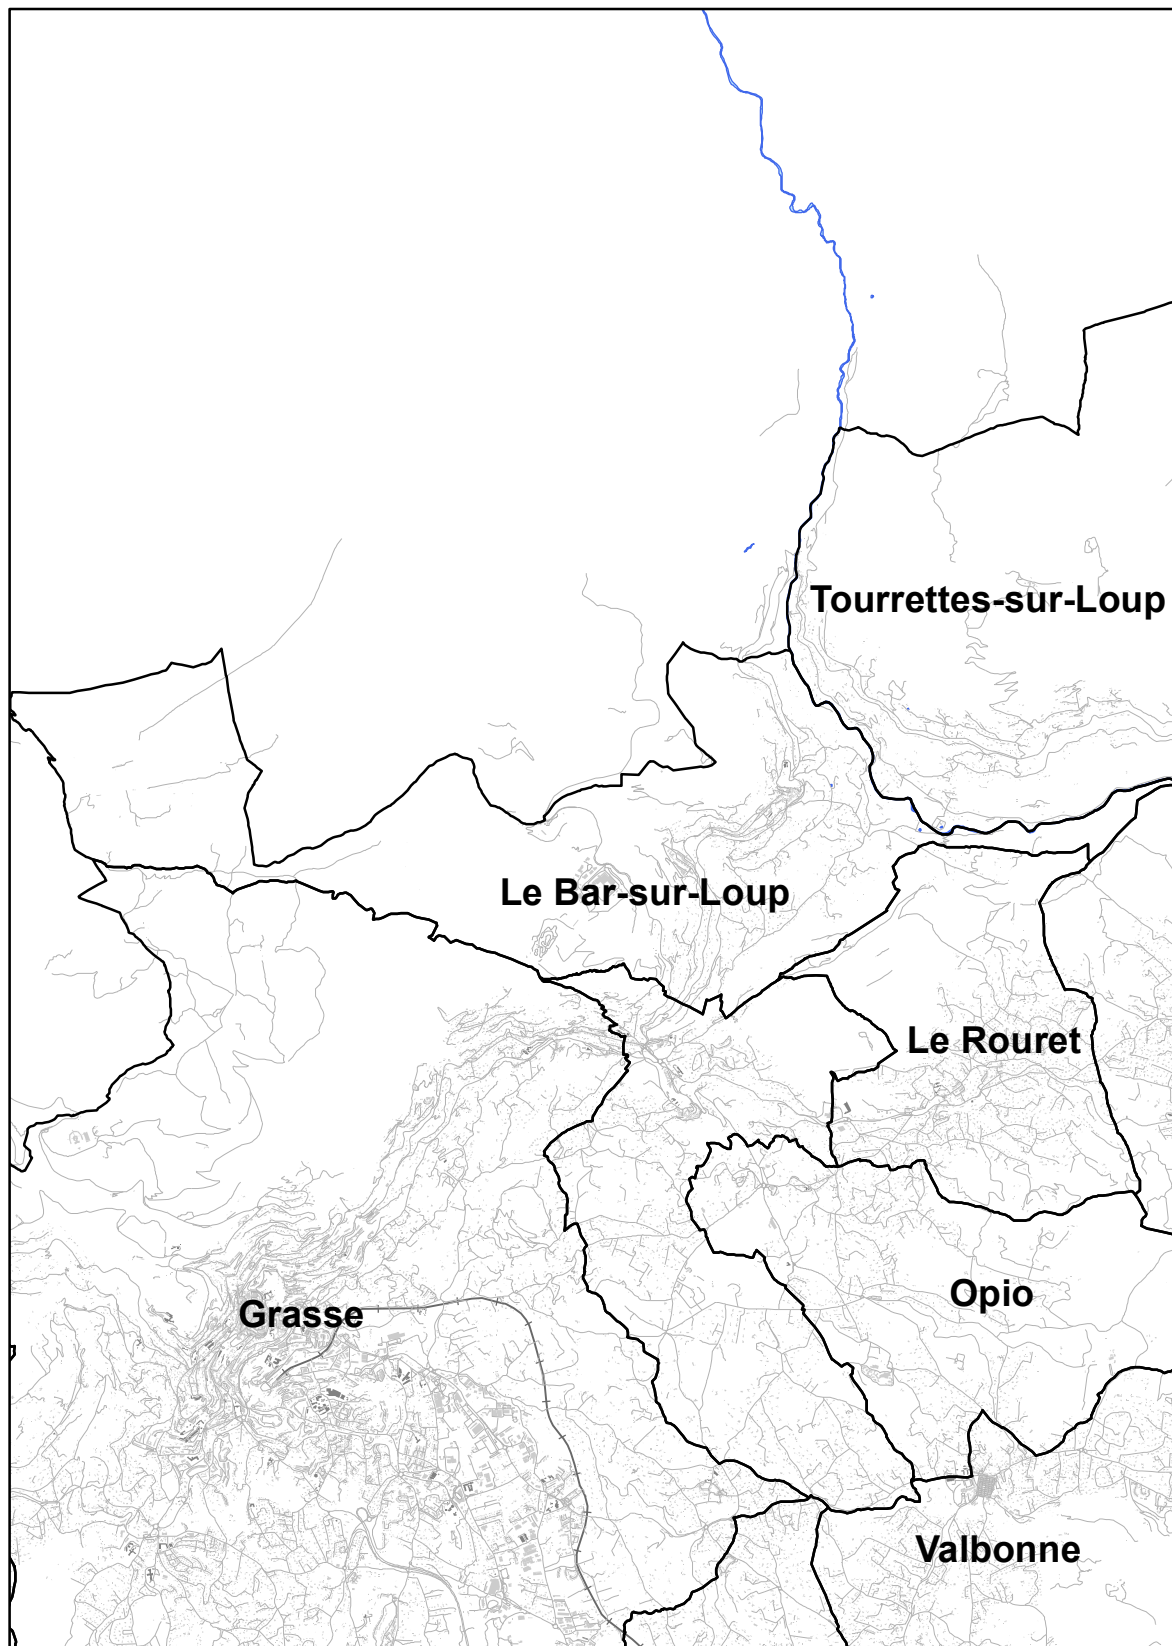 Tourrettes-sur-Loup
Le Bar-sur-Loup
Le Rouret
Opio
Grasse
Valbonne